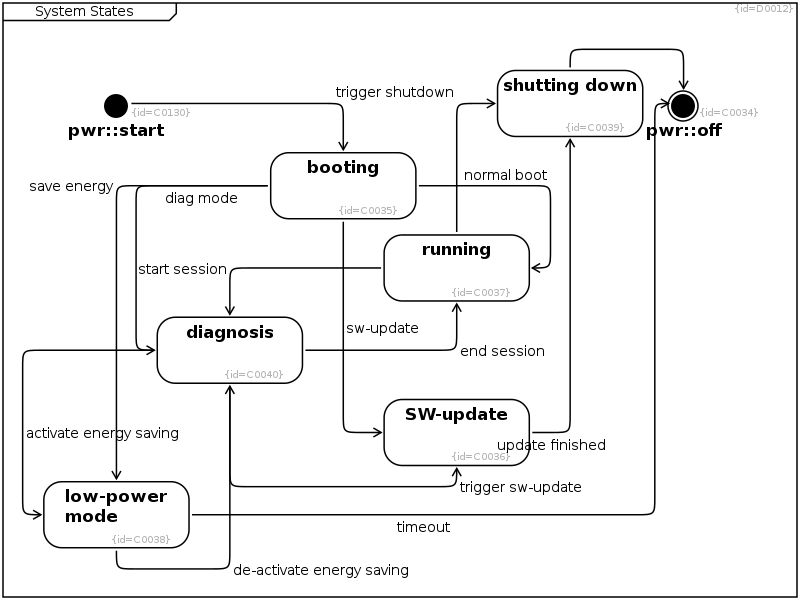 System States
{id=D0012}
trigger shutdown
shutting down
{id=C0039}
{id=C0130}
pwr::start
{id=C0034}
pwr::off
booting
{id=C0035}
normal boot
save energy
diag mode
running
{id=C0037}
start session
diagnosis
{id=C0040}
sw-update
end session
SW-update
{id=C0036}
activate energy saving
update finished
trigger sw-update
low-power
mode
{id=C0038}
timeout
de-activate energy saving